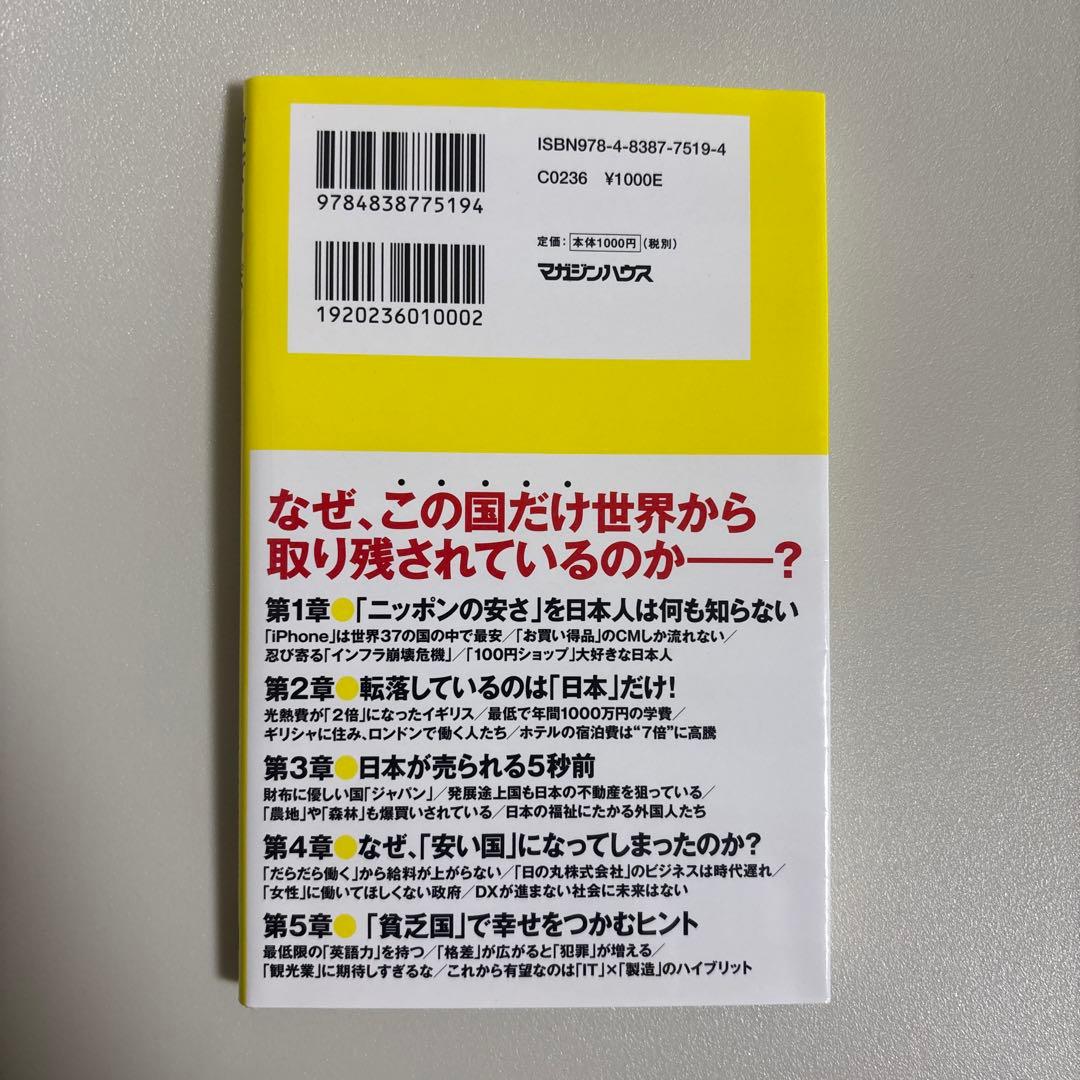 ISBN978-4-8387-7519-4
C0236 ¥1000E
9784838775194
定価：本体1000円（税別）
マガジンハウス
1920236010002
なぜ、この国だけ世界から
取り残されているのか――？
第1章●「ニッポンの安さ」を日本人は何も知らない
「iPhone」は世界37の国の中で最安／「お買い得品」のCMしか流れない／
忍び寄る「インフラ崩壊危機」／「100円ショップ」大好きな日本人
第2章●転落しているのは「日本」だけ！
光熱費が「2倍」になったイギリス／最低で年間1000万円の学費／
ギリシャに住み、ロンドンで働く人たち／ホテルの宿泊費は“7倍”に高騰
第3章●日本が売られる5秒前
財布に優しい国「ジャパン」／発展途上国も日本の不動産を狙っている／
「農地」や「森林」も爆買いされている／日本の福祉にたかる外国人たち
第4章●なぜ、「安い国」になってしまったのか？
「だらだら働く」から給料が上がらない／「日の丸株式会社」のビジネスは時代遅れ／
「女性」に働いてほしくない政府／DXが進まない社会に未来はない
第5章●「貧乏国」で幸せをつかむヒント
最低限の「英語力」を持つ／「格差」が広がると「犯罪」が増える／
「観光業」に期待しすぎるな／これから有望なのは「IT」×「製造」のハイブリット